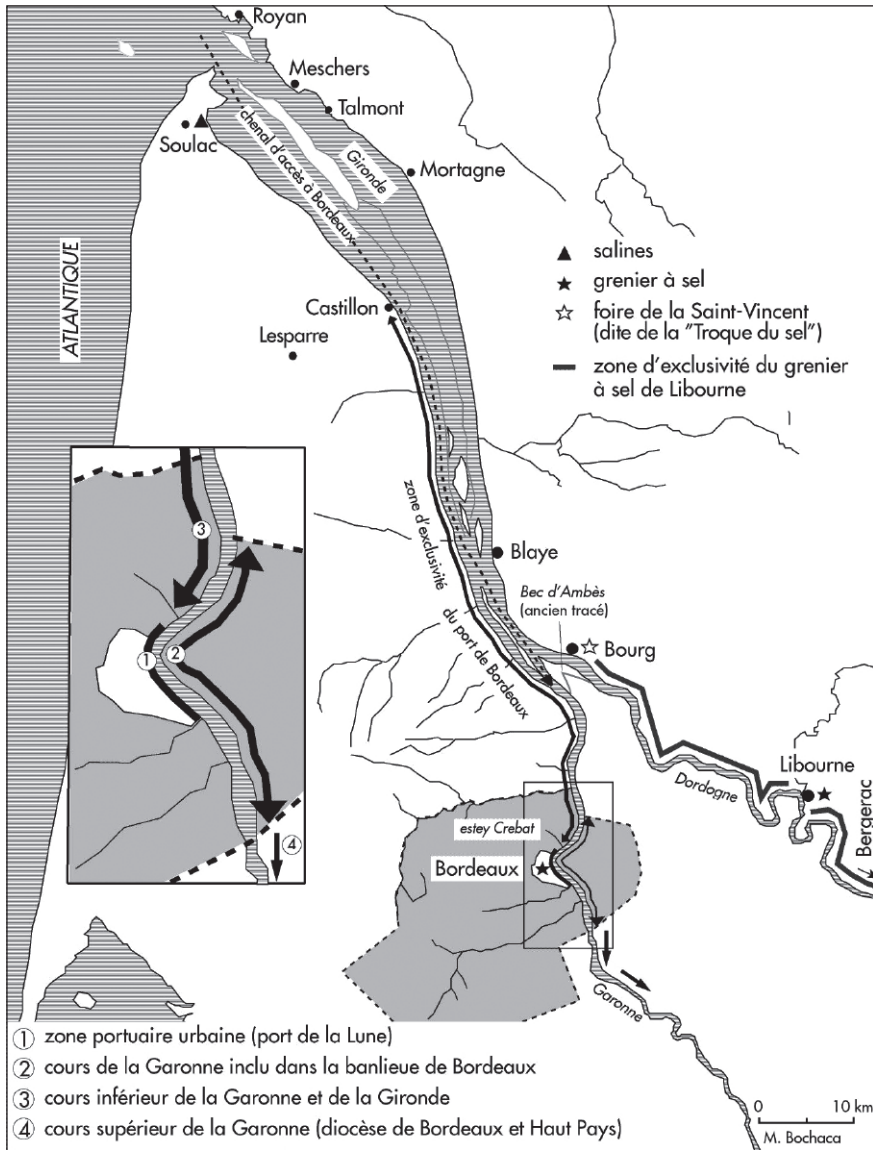 Royan
Meschers
Talmont
Soulac
chenal d'accès à Bordeaux
Gironde
Mortagne
ATLANTIQUE
salines
grenier à sel
foire de la Saint-Vincent
(dite de la "Troque du sel")
zone d'exclusivité du grenier
à sel de Libourne
Castillon
Lesparre
zone d'exclusivité
du port de Bordeaux
Blaye
Bec d'Ambès
(ancien tracé)
Bourg
Libourne
Dordogne
Bergerac
estey Crebat
Bordeaux
Garonne
3
1
2
4
1 zone portuaire urbaine (port de la Lune)
2 cours de la Garonne inclu dans la banlieue de Bordeaux
3 cours inférieur de la Garonne et de la Gironde
4 cours supérieur de la Garonne (diocèse de Bordeaux et Haut Pays)
0 10 km
M. Bochaca